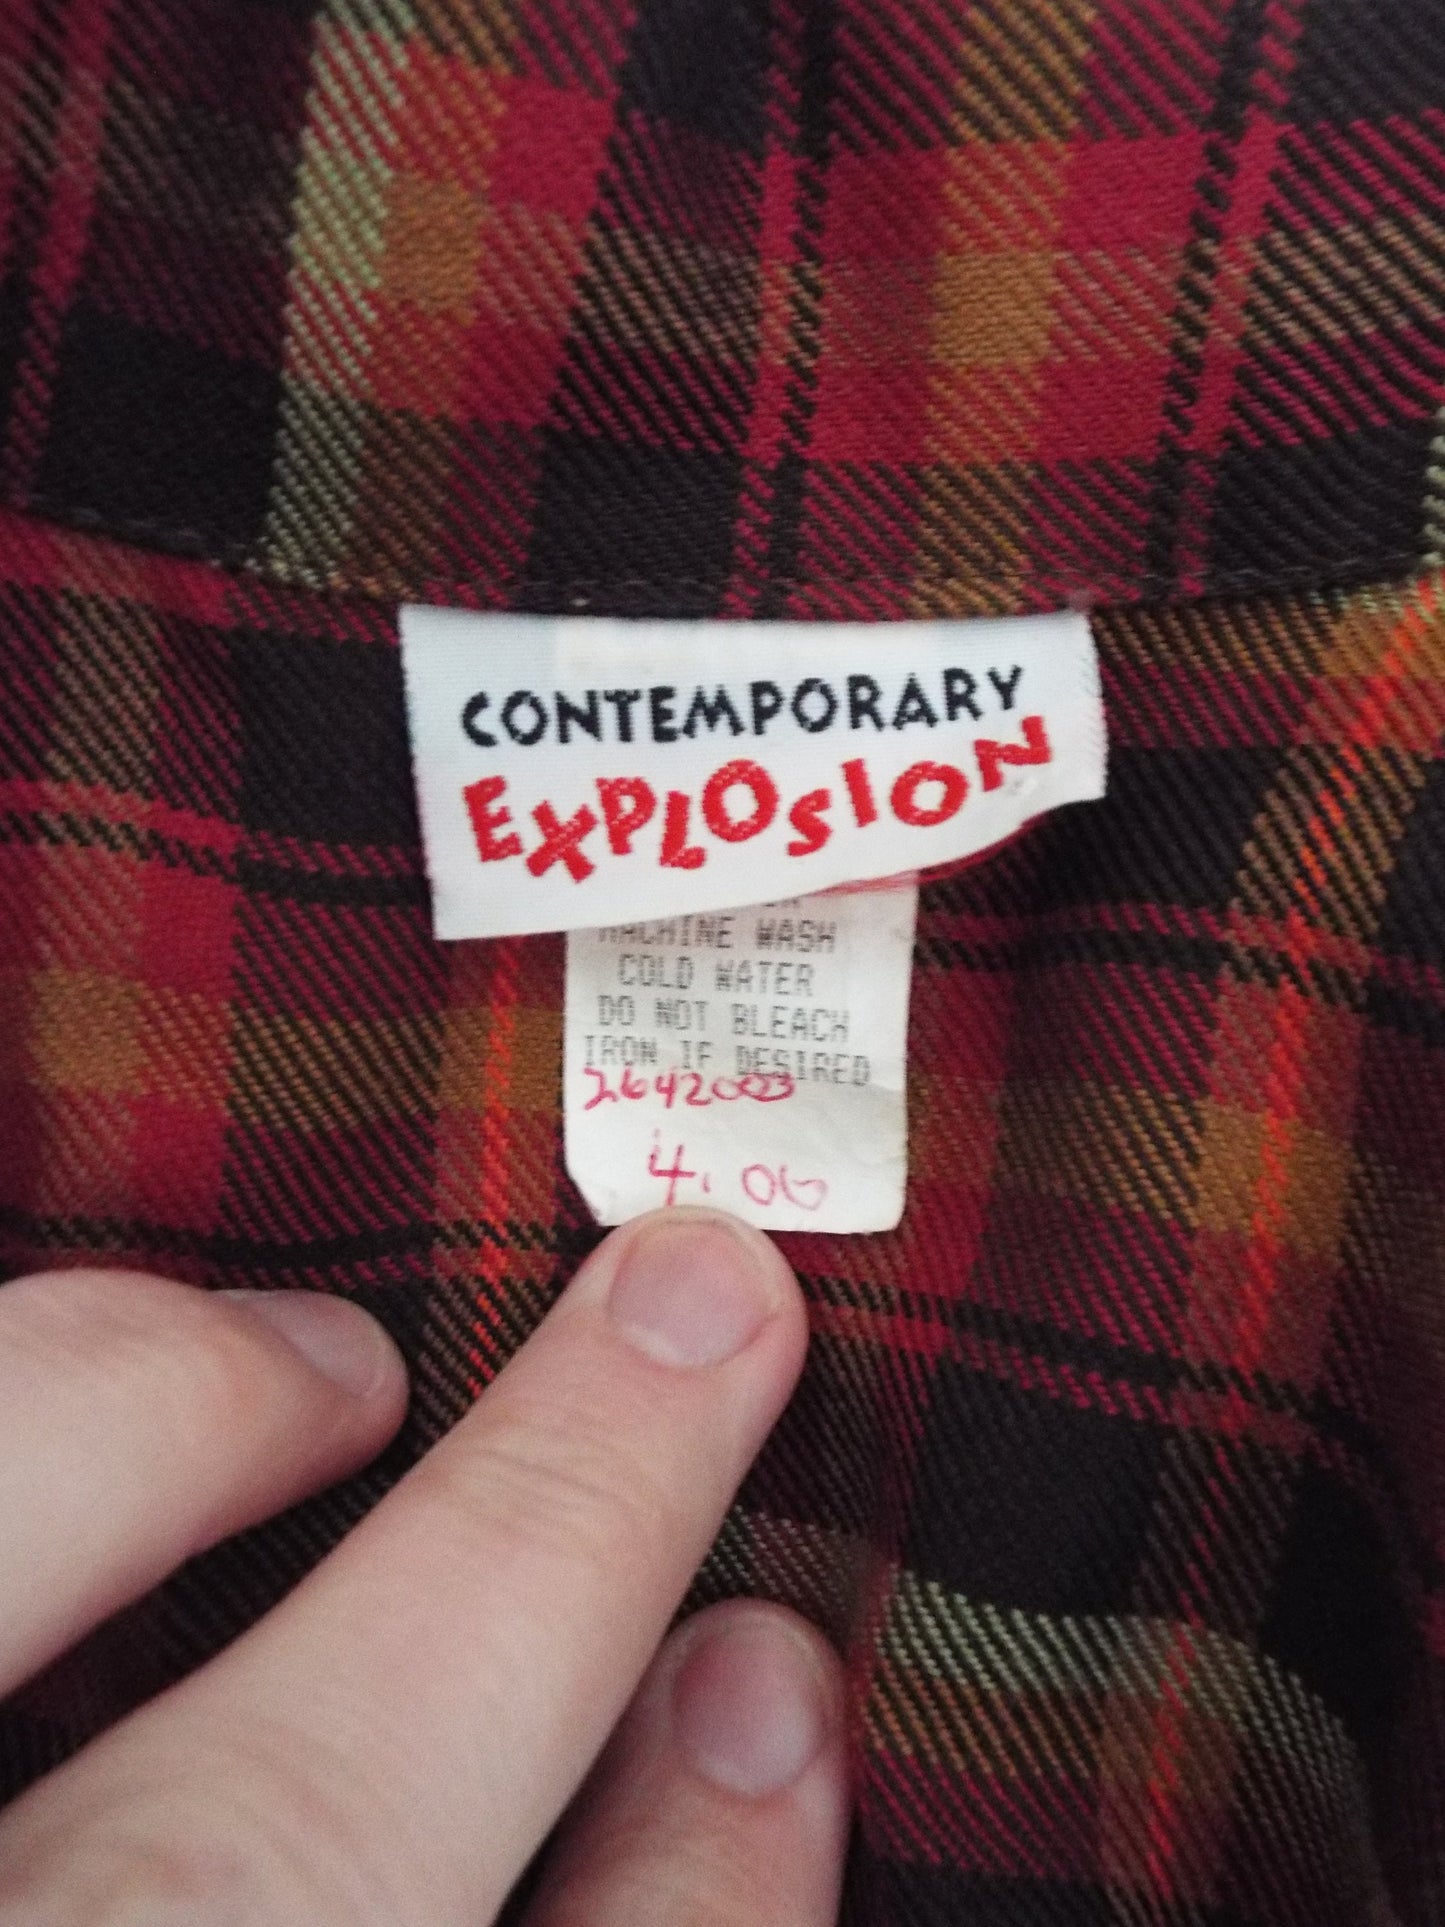 CONTEMPORARY
EXPLOSION
MACHINE WASH
COLD WATER
DO NOT BLEACH
IRON IF DESIRED
2642003
4.06